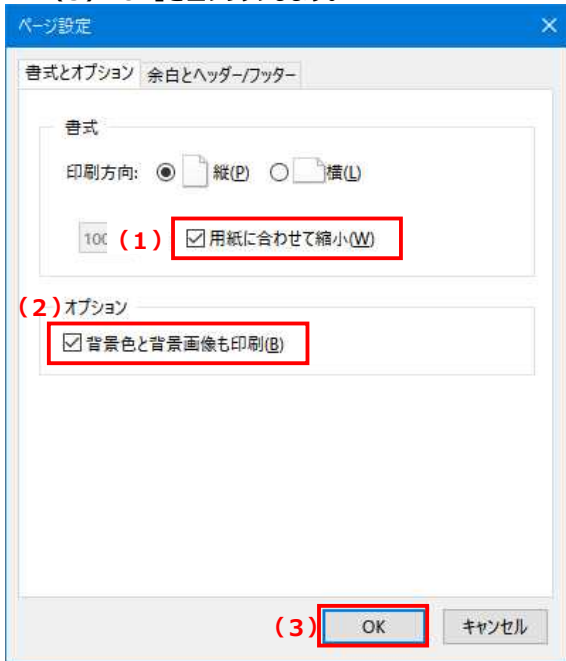 ページ設定
書式とオプション 余白とヘッダー/フッター
書式
印刷方向: 縦(P) 横(L)
100 (1) 用紙に合わせて縮小(W)
(2) オプション
背景色と背景画像も印刷(B)
(3) OK キャンセル